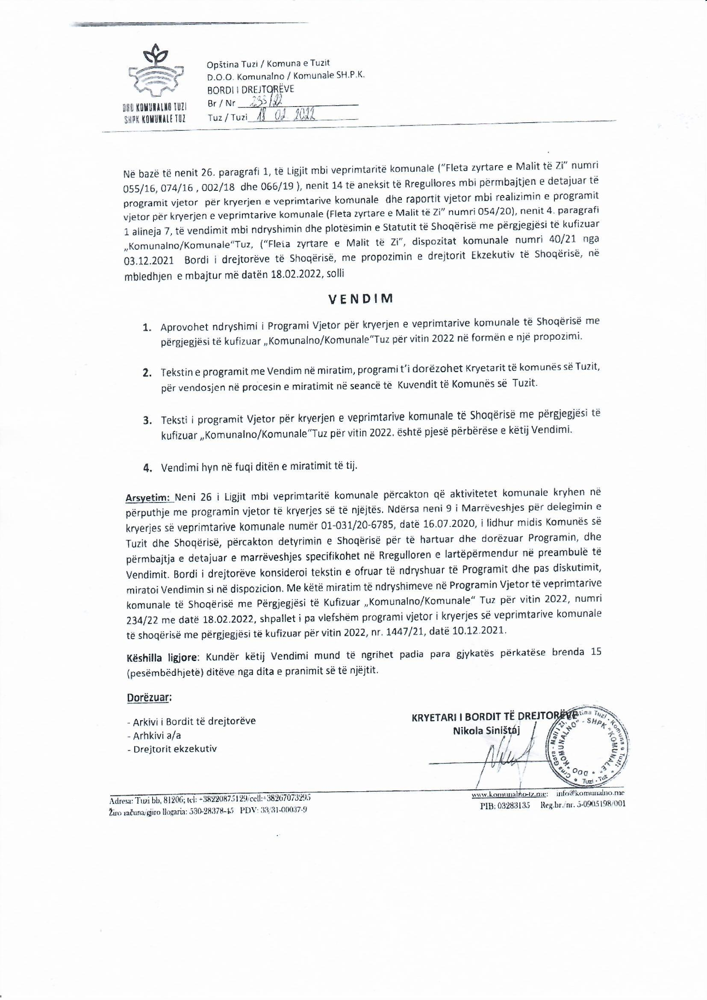 DOO KOMUNALNO TUZI
SHPK KOMUNALE TUZ
Opština Tuzi / Komuna e Tuzit
D.O.O. Komunalno / Komunale SH.P.K.
BORDI I DREJTORËVE
Br / Nr 233/22
Tuz / Tuzi 18 02 2022
Në bazë të nenit 26. paragrafi 1, të Ligjit mbi veprimtaritë komunale (“Fleta zyrtare e Malit të Zi” numri
055/16, 074/16 , 002/18 dhe 066/19 ), nenit 14 të aneksit të Rregullores mbi përmbajtjen e detajuar të
programit vjetor për kryerjen e veprimtarive komunale dhe raportit vjetor mbi realizimin e programit
vjetor për kryerjen e veprimtarive komunale (Fleta zyrtare e Malit të Zi” numri 054/20), nenit 4. paragrafi
1 alineja 7, të vendimit mbi ndryshimin dhe plotësimin e Statutit të Shoqërisë me përgjegjësi të kufizuar
„Komunalno/Komunale“Tuz, (“Fleta zyrtare e Malit të Zi”, dispozitat komunale numri 40/21 nga
03.12.2021 Bordi i drejtorëve të Shoqërisë, me propozimin e drejtorit Ekzekutiv të Shoqërisë, në
mbledhjen e mbajtur më datën 18.02.2022, solli
V E N D I M
1. Aprovohet ndryshimi i Programi Vjetor për kryerjen e veprimtarive komunale të Shoqërisë me
përgjegjësi të kufizuar „Komunalno/Komunale“Tuz për vitin 2022 në formën e një propozimi.
2. Tekstin e programit me Vendim në miratim, programi t’i dorëzohet Kryetarit të komunës së Tuzit,
për vendosjen në procesin e miratimit në seancë të Kuvendit të Komunës së Tuzit.
3. Teksti i programit Vjetor për kryerjen e veprimtarive komunale të Shoqërisë me përgjegjësi të
kufizuar „Komunalno/Komunale“Tuz për vitin 2022. është pjesë përbërëse e këtij Vendimi.
4. Vendimi hyn në fuqi ditën e miratimit të tij.
Arsyetim: Neni 26 i Ligjit mbi veprimtaritë komunale përcakton që aktivitetet komunale kryhen në
përputhje me programin vjetor të kryerjes së të njëjtës. Ndërsa neni 9 i Marrëveshjes për delegimin e
kryerjes së veprimtarive komunale numër 01-031/20-6785, datë 16.07.2020, i lidhur midis Komunës së
Tuzit dhe Shoqërisë, përcakton detyrimin e Shoqërisë për të hartuar dhe dorëzuar Programin, dhe
përmbajtja e detajuar e marrëveshjes specifikohet në Rregulloren e lartëpërmendur në preambulë të
Vendimit. Bordi i drejtorëve konsideroi tekstin e ofruar të ndryshuar të Programit dhe pas diskutimit,
miratoi Vendimin si në dispozicion. Me këtë miratim të ndryshimeve në Programin Vjetor të veprimtarive
komunale të Shoqërisë me Përgjegjësi të Kufizuar „Komunalno/Komunale“ Tuz për vitin 2022, numri
234/22 me datë 18.02.2022, shpallet i pa vlefshëm programi vjetor i kryerjes së veprimtarive komunale
të shoqërisë me përgjegjësi të kufizuar për vitin 2022, nr. 1447/21, datë 10.12.2021.
Këshilla ligjore: Kundër këtij Vendimi mund të ngrihet padia para gjykatës përkatëse brenda 15
(pesëmbëdhjetë) ditëve nga dita e pranimit së të njëjtit.
Dorëzuar:
- Arkivi i Bordit të drejtorëve
- Arhkivi a/a
- Drejtorit ekzekutiv
KRYETARI I BORDIT TË DREJTORËVE
Nikola Siništaj
Crna Gora - Mali i Zi, Tuzi - Komuna e Tuzit
DOO "KOMUNALNO" - SHPK "KOMUNALE"
Tuzi - Tuz
Adresa: Tuzi bb, 81206; tel: +38220875129/cell:+38267073295
Žiro računa/gjiro llogaria: 530-28378-45 PDV: 33/31-00037-9
www.komunalno-tz.me; info@komunalno.me
PIB: 03283135 Reg.br./nr. 5-0905198/001